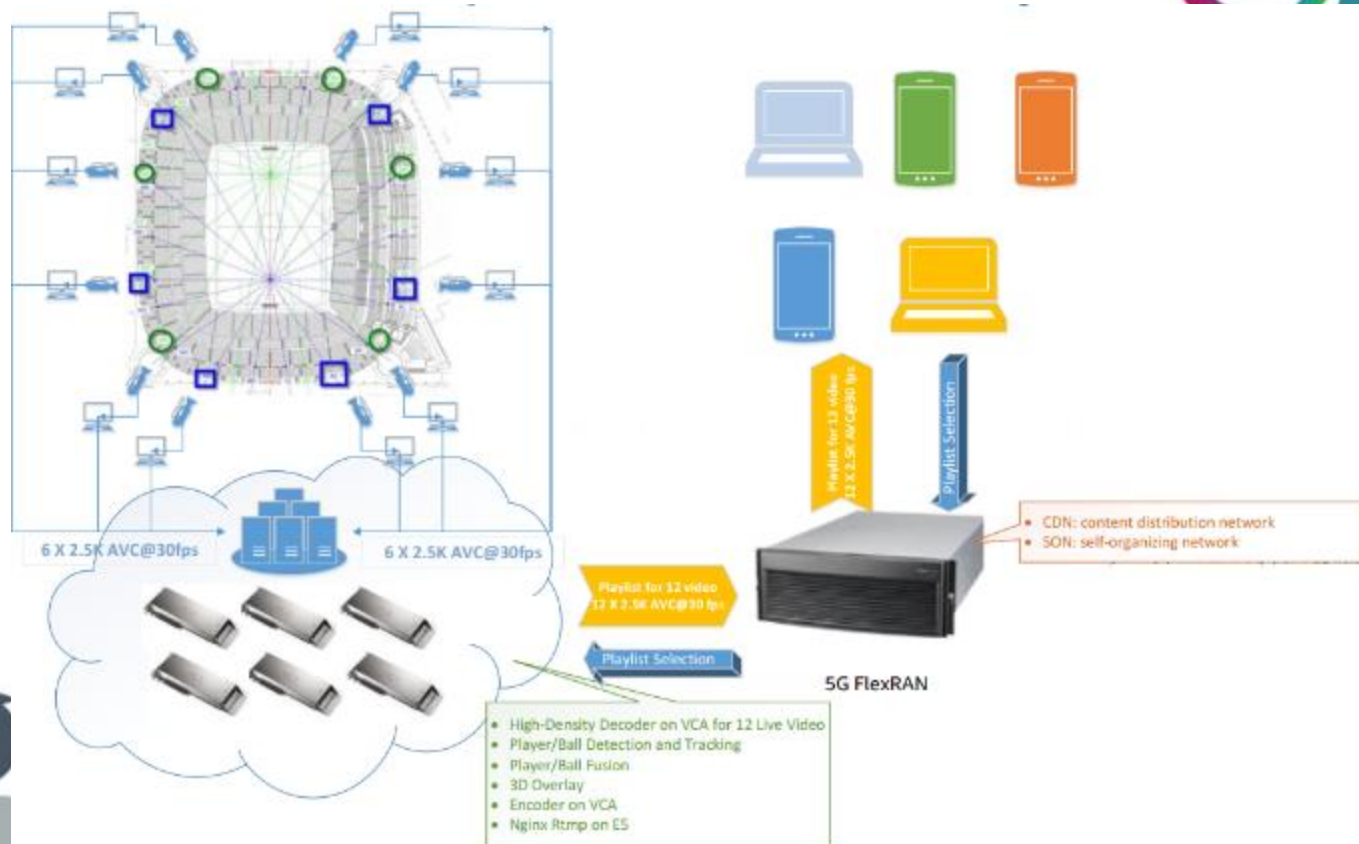 Playlist for 12 video
12 X 2.5K AVC@30 fps
Playlist Selection
CDN: content distribution network
SON: self-organizing network
6 X 2.5K AVC@30fps
6 X 2.5K AVC@30fps
Playlist for 12 video
12 X 2.5K AVC@30 fps
Playlist Selection
5G FlexRAN
High-Density Decoder on VCA for 12 Live Video
Player/Ball Detection and Tracking
Player/Ball Fusion
3D Overlay
Encoder on VCA
Nginx Rtmp on E5